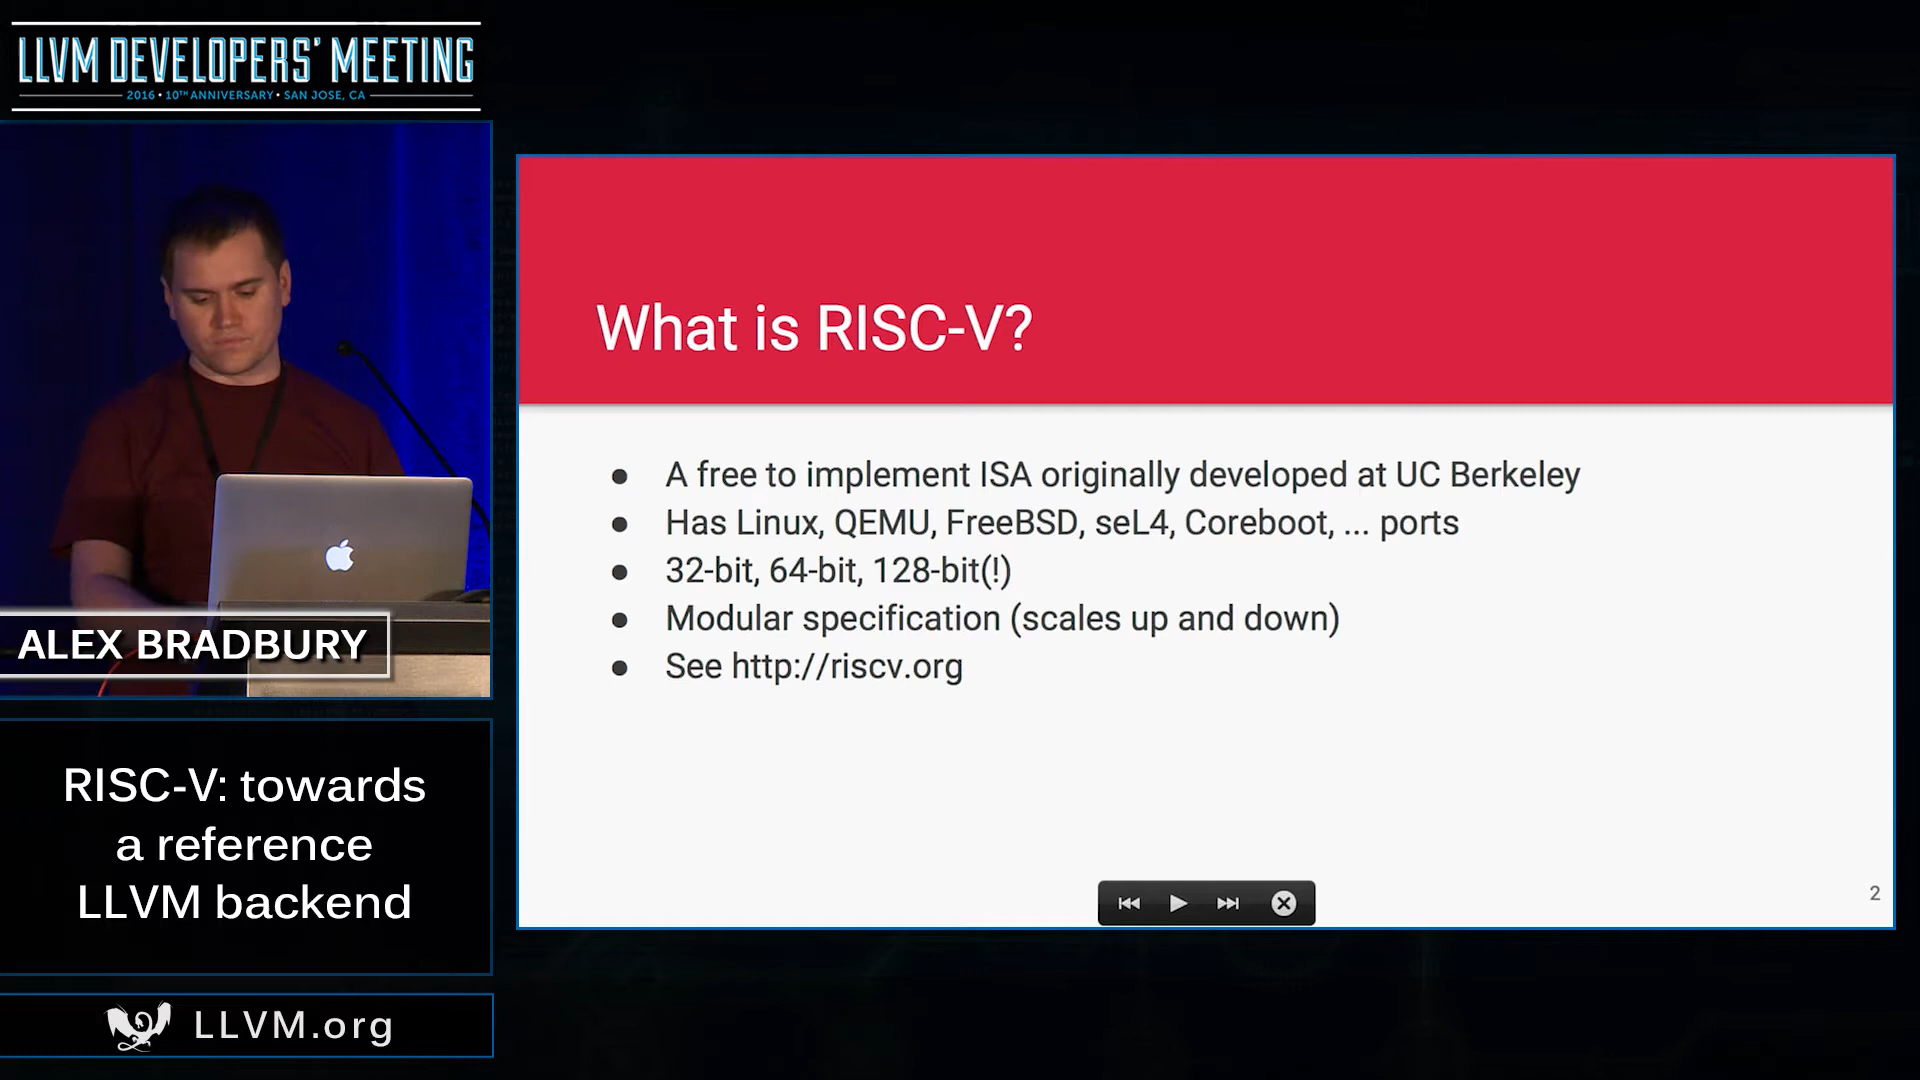 LLVM DEVELOPERS' MEETING
2016 • 10TH ANNIVERSARY • SAN JOSE, CA
ALEX BRADBURY
RISC-V: towards
a reference
LLVM backend
LLVM.org
What is RISC-V?
● A free to implement ISA originally developed at UC Berkeley
● Has Linux, QEMU, FreeBSD, seL4, Coreboot, ... ports
● 32-bit, 64-bit, 128-bit(!)
● Modular specification (scales up and down)
● See http://riscv.org
2